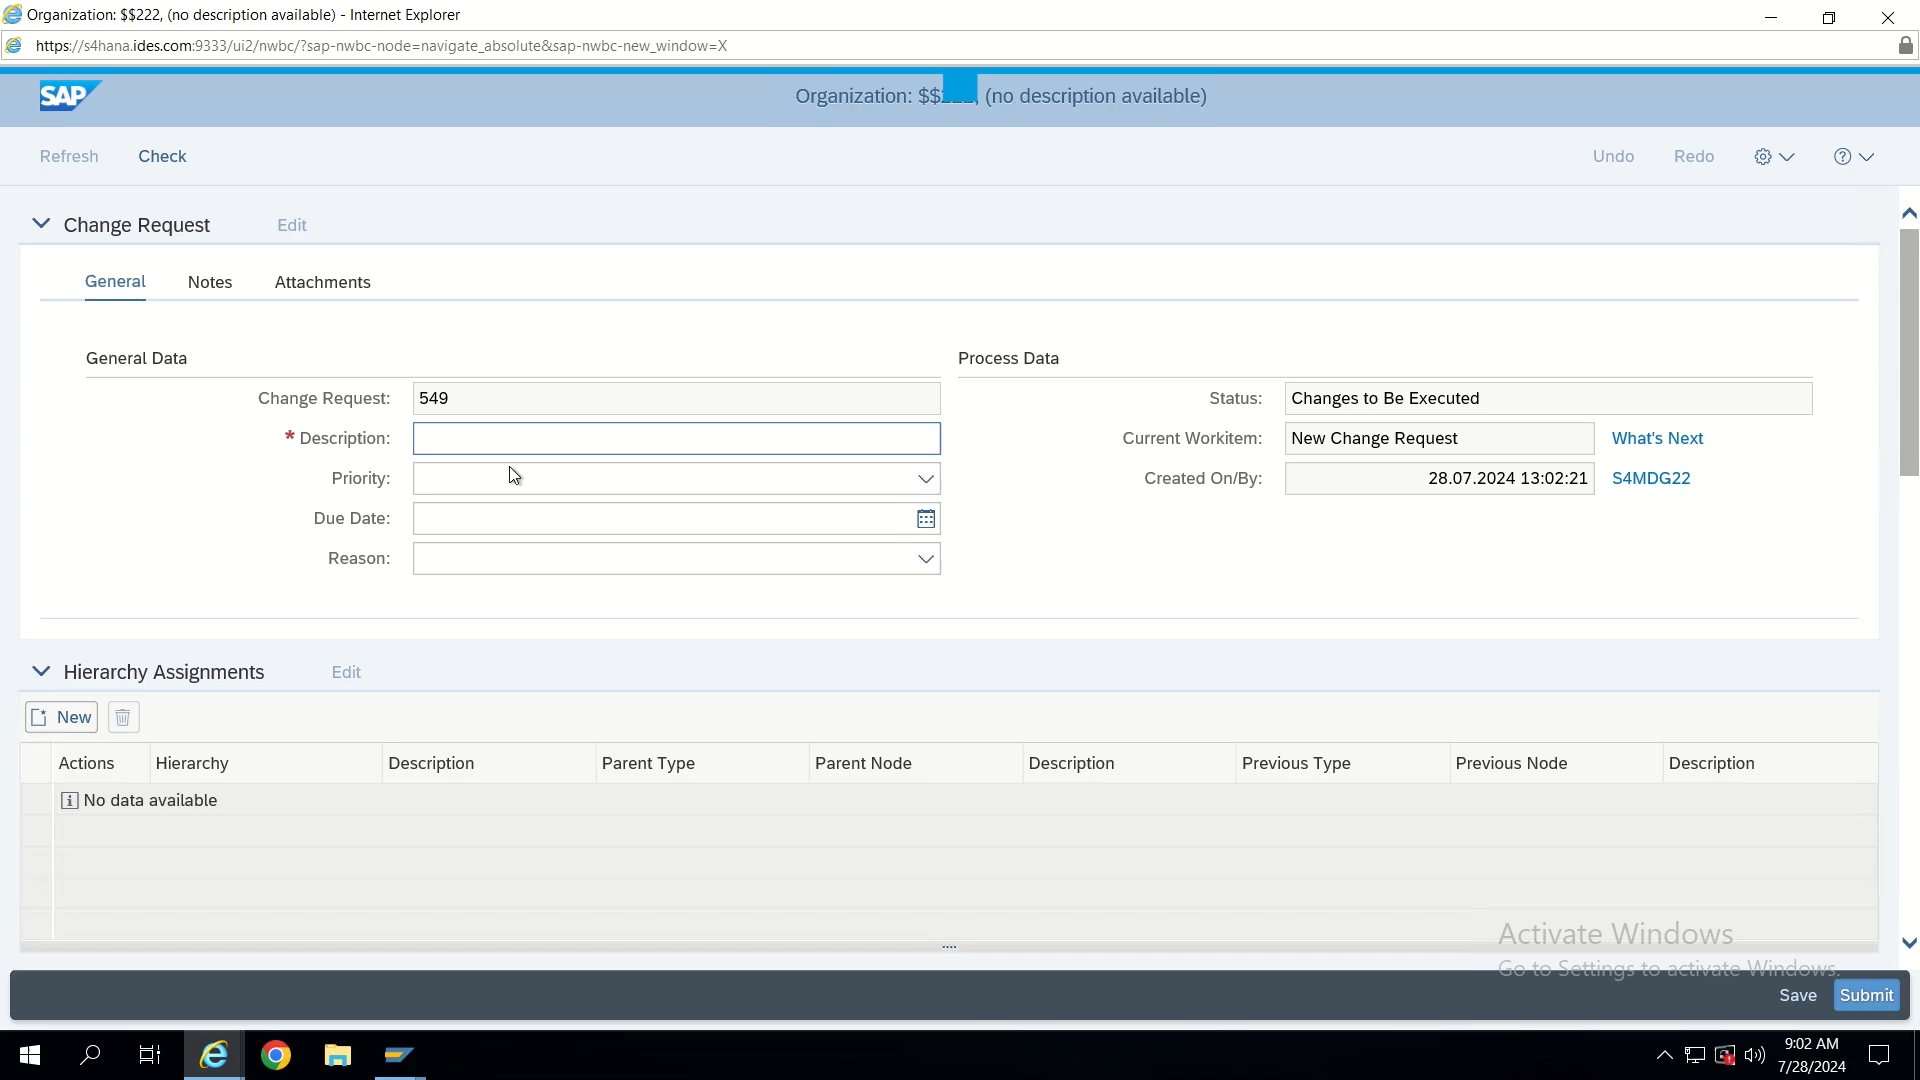 Organization: $$222, (no description available) - Internet Explorer
https://s4hana.ides.com:9333/ui2/nwbc/?sap-nwbc-node=navigate_absolute&sap-nwbc-new_window=X
SAP
Organization: $$ , (no description available)
Refresh Check Undo Redo
Change Request Edit
General Notes Attachments
General Data Process Data
Change Request: 549 Status: Changes to Be Executed
* Description: Current Workitem: New Change Request What's Next
Priority: Created On/By: 28.07.2024 13:02:21 S4MDG22
Due Date:
Reason:
Hierarchy Assignments Edit
New
Actions Hierarchy Description Parent Type Parent Node Description Previous Type Previous Node Description
No data available
Activate Windows
Go to Settings to activate Windows.
Save Submit
9:02 AM
7/28/2024